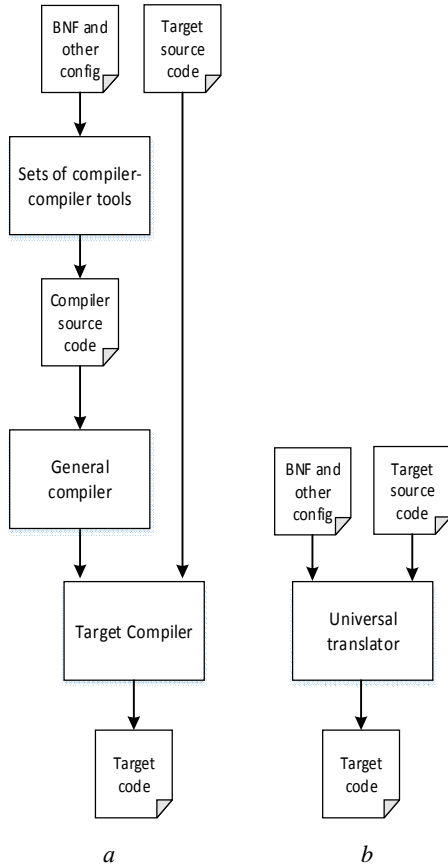 BNF and
other
config
Target
source
code
Sets of compiler-
compiler tools
Compiler
source
code
General
compiler
BNF and
other
config
Target
source
code
Target Compiler
Universal
translator
Target
code
Target
code
a
b